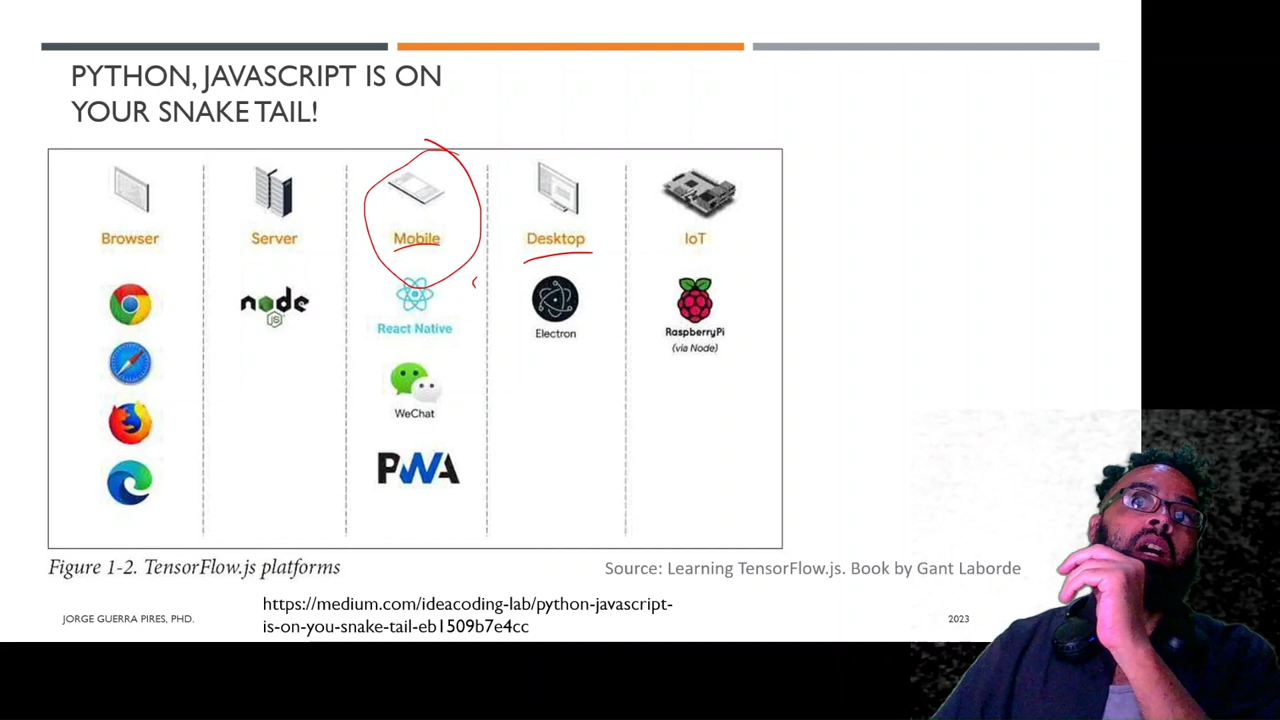 PYTHON, JAVASCRIPT IS ON
YOUR SNAKE TAIL!
Browser
Server
Mobile
Desktop
IoT
node
JS
React Native
WeChat
PWA
Electron
RaspberryPi
(via Node)
Figure 1-2. TensorFlow.js platforms
Source: Learning TensorFlow.js. Book by Gant Laborde
https://medium.com/ideacoding-lab/python-javascript-
is-on-you-snake-tail-eb1509b7e4cc
JORGE GUERRA PIRES, PHD.
2023